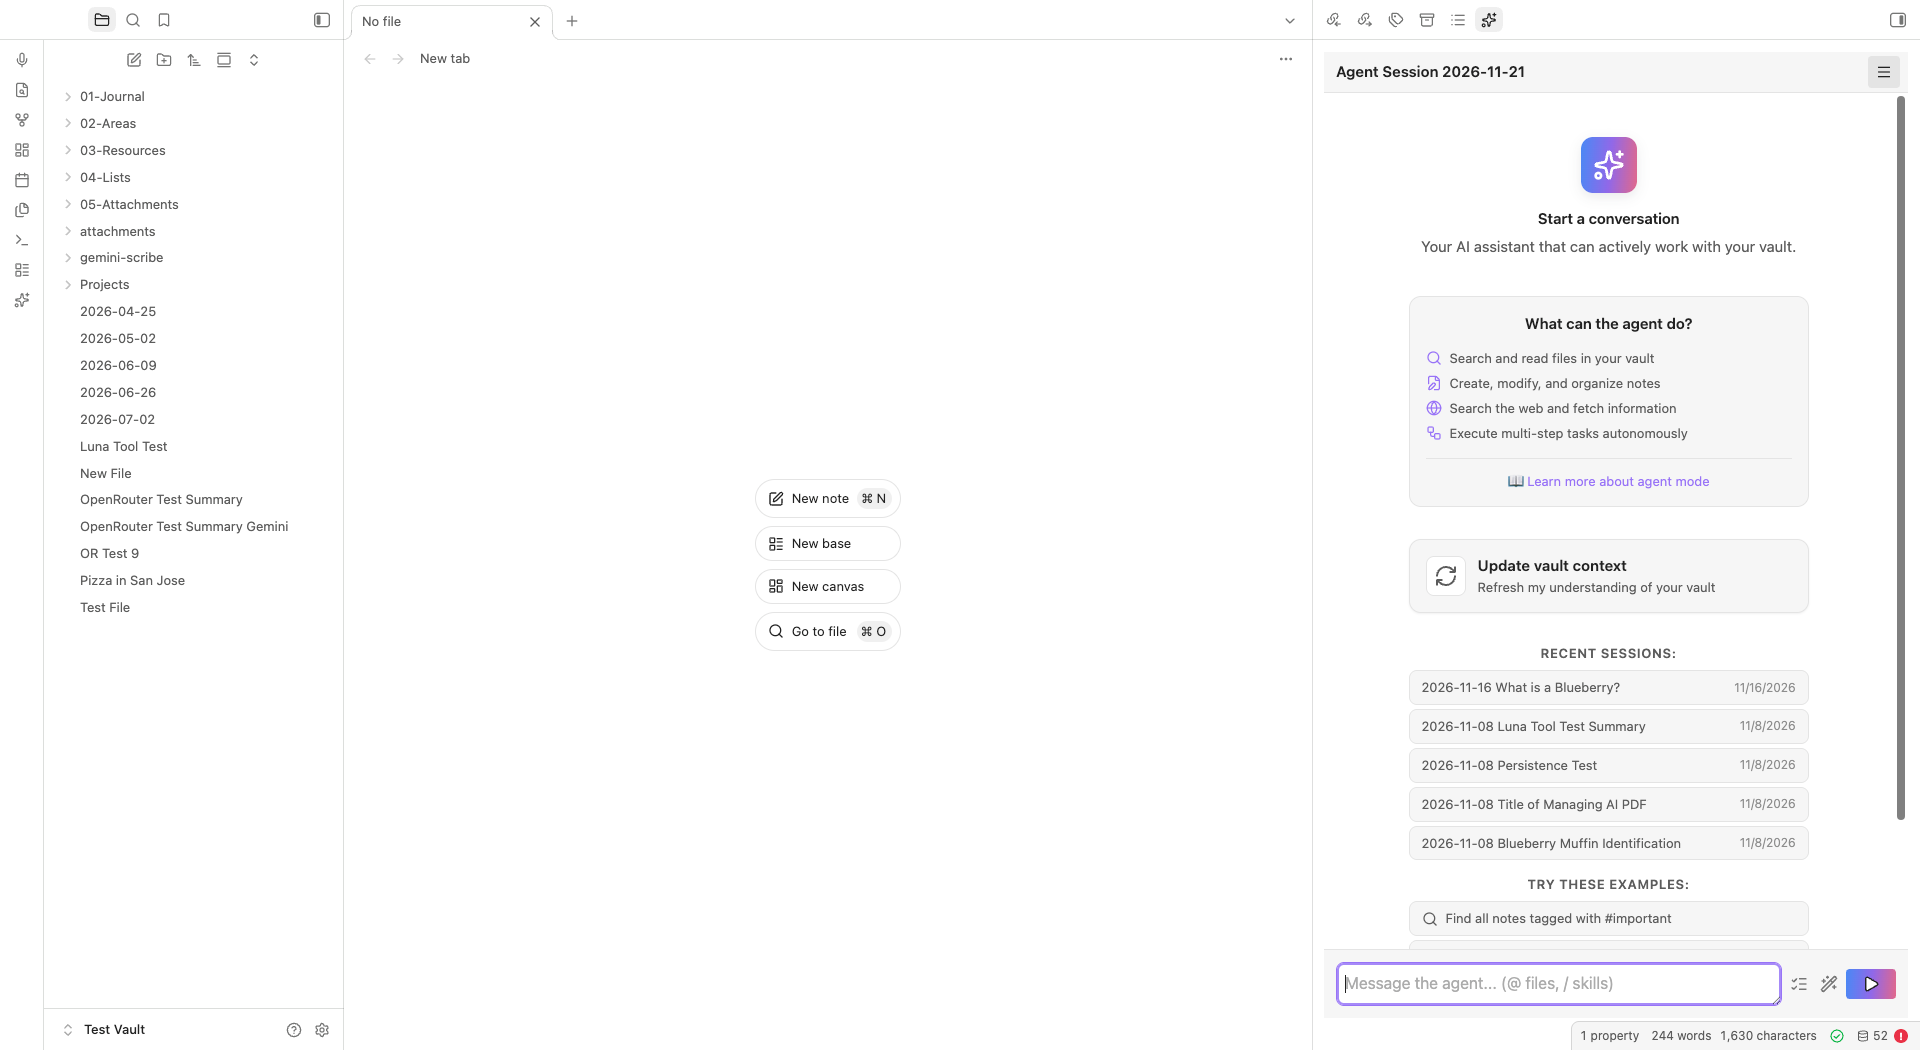 No file
New tab
01-Journal
02-Areas
03-Resources
04-Lists
05-Attachments
attachments
gemini-scribe
Projects
2026-04-25
2026-05-02
2026-06-09
2026-06-26
2026-07-02
Luna Tool Test
New File
OpenRouter Test Summary
OpenRouter Test Summary Gemini
OR Test 9
Pizza in San Jose
Test File
Test Vault
New note ⌘ N
New base
New canvas
Go to file ⌘ O
Agent Session 2026-11-21
Start a conversation
Your AI assistant that can actively work with your vault.
What can the agent do?
Search and read files in your vault
Create, modify, and organize notes
Search the web and fetch information
Execute multi-step tasks autonomously
📖 Learn more about agent mode
Update vault context
Refresh my understanding of your vault
RECENT SESSIONS:
2026-11-16 What is a Blueberry? 11/16/2026
2026-11-08 Luna Tool Test Summary 11/8/2026
2026-11-08 Persistence Test 11/8/2026
2026-11-08 Title of Managing AI PDF 11/8/2026
2026-11-08 Blueberry Muffin Identification 11/8/2026
TRY THESE EXAMPLES:
Find all notes tagged with #important
Message the agent... (@ files, / skills)
1 property 244 words 1,630 characters 52